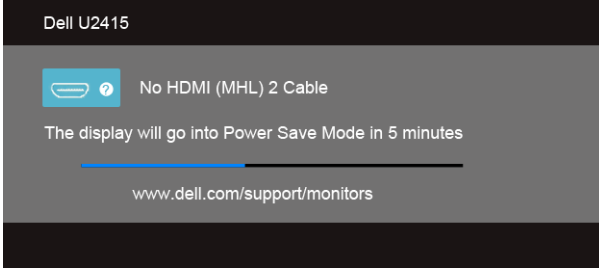 Dell U2415
No HDMI (MHL) 2 Cable
The display will go into Power Save Mode in 5 minutes
www.dell.com/support/monitors